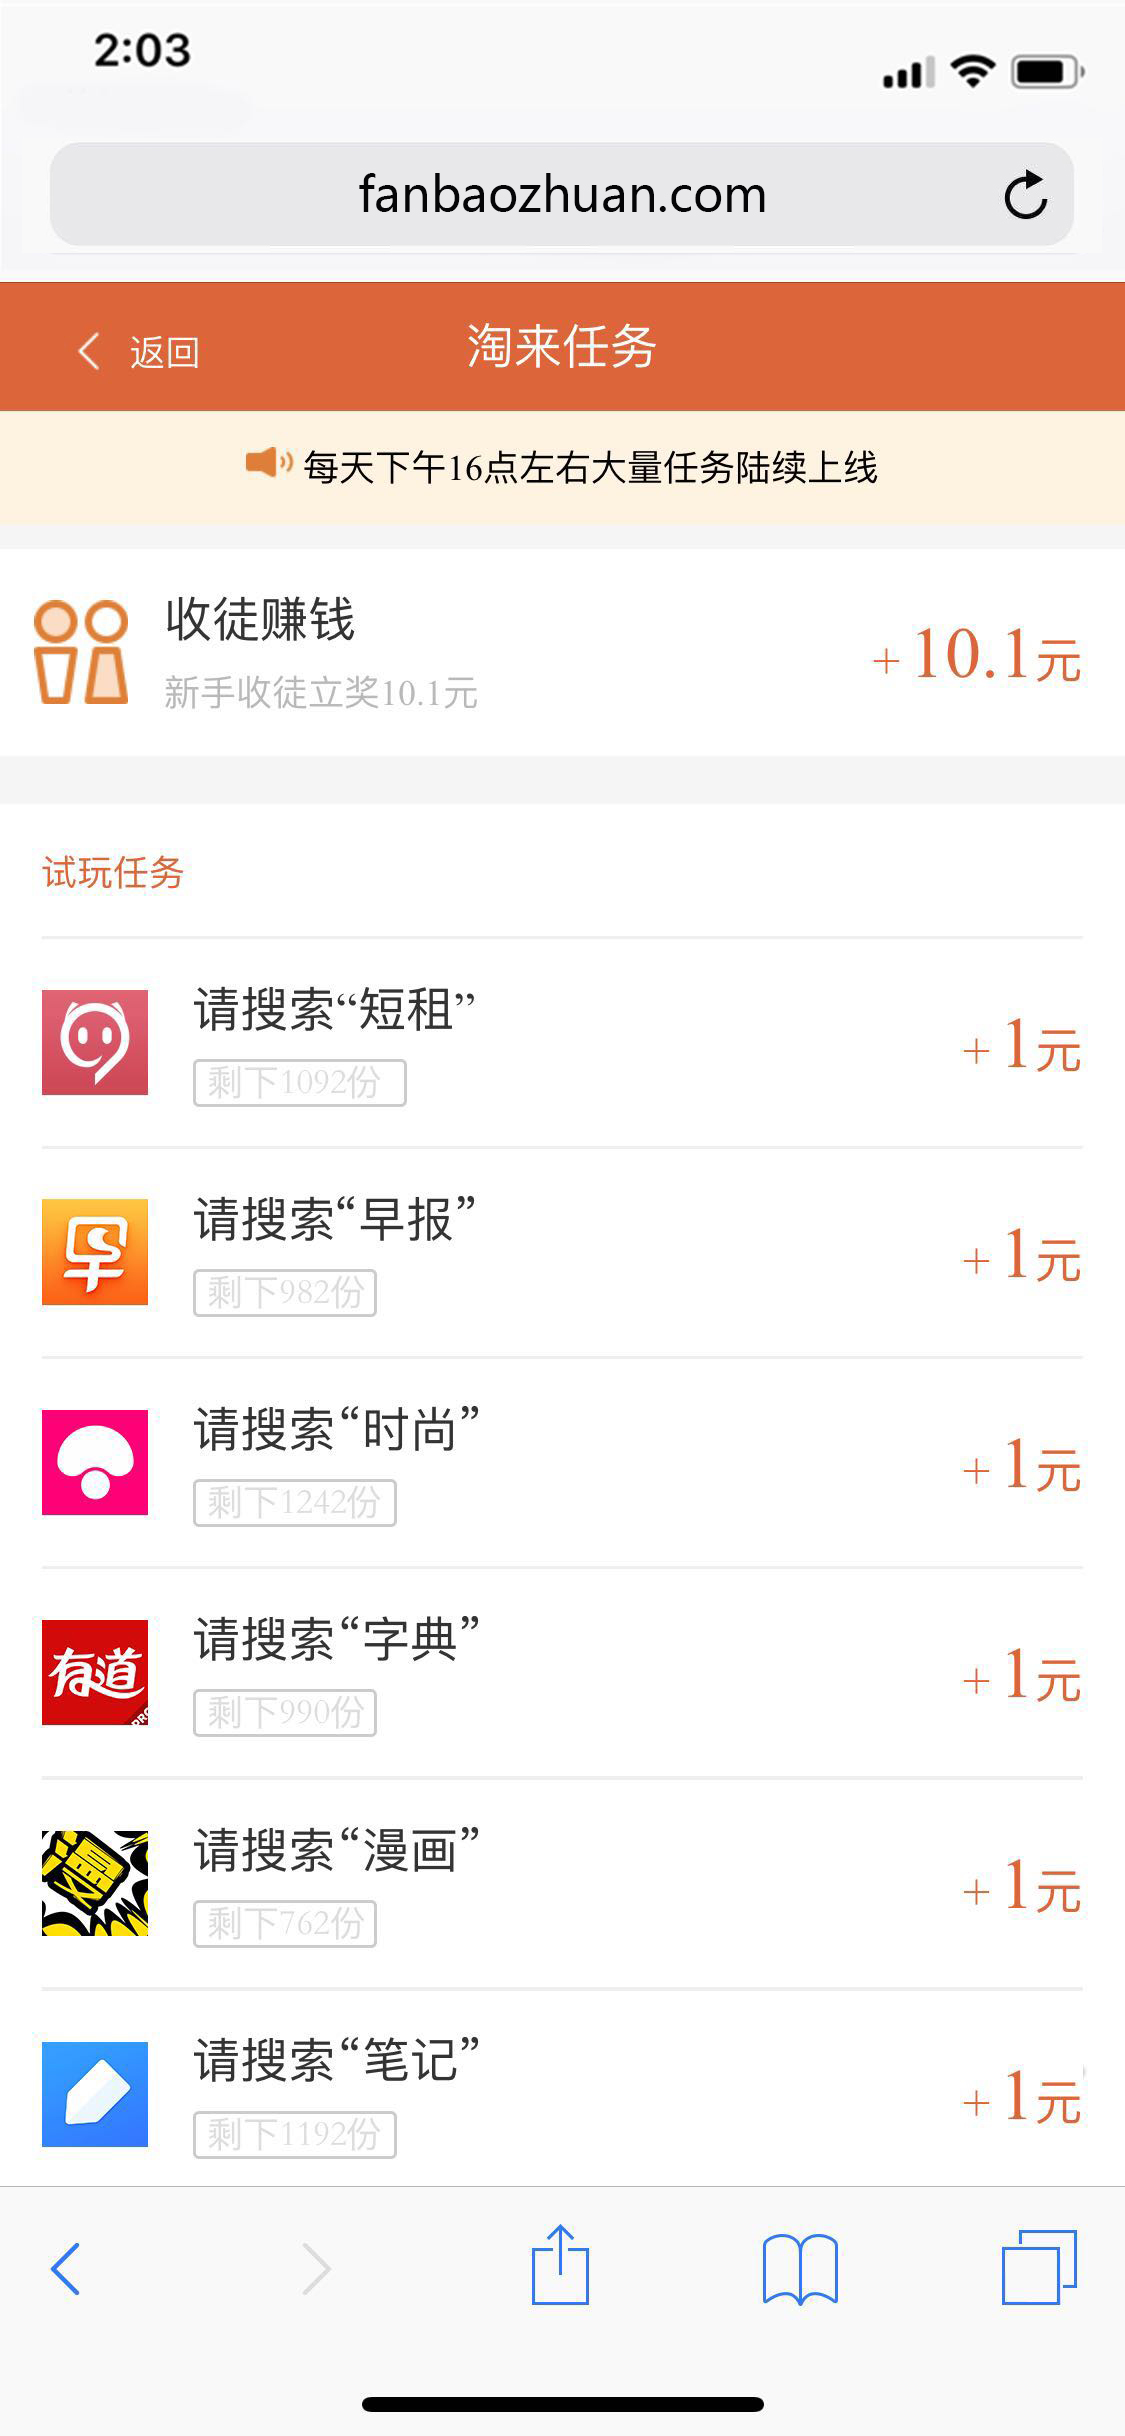 2:03
fanbaozhuan.com
返回
淘来任务
每天下午16点左右大量任务陆续上线
收徒赚钱
新手收徒立奖10.1元
+10.1元
试玩任务
请搜索“短租”
剩下1092份
+1元
早
请搜索“早报”
剩下982份
+1元
请搜索“时尚”
剩下1242份
+1元
有道
PRO
请搜索“字典”
剩下990份
+1元
漫
请搜索“漫画”
剩下762份
+1元
请搜索“笔记”
剩下1192份
+1元